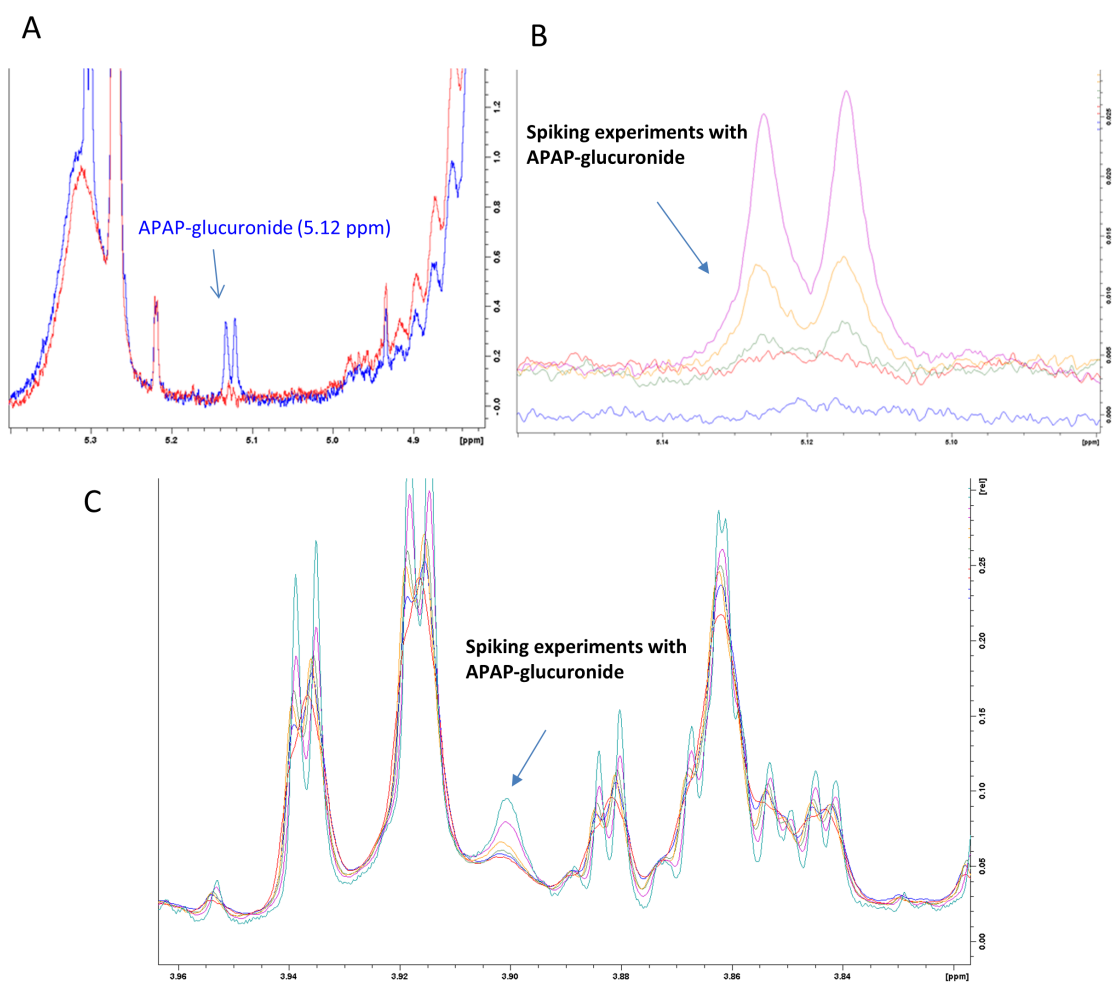 A
B
APAP-glucuronide (5.12 ppm)
1.2
1.0
0.8
0.6
0.4
0.2
- 0.0
5.3
5.2
5.1
5.0
4.9
[ppm]
Spiking experiments with
APAP-glucuronide
0.025
0.020
0.015
0.010
0.005
0.000
5.14
5.12
5.10
[ppm]
C
Spiking experiments with
APAP-glucuronide
[rel]
0.25
0.20
0.15
0.10
0.05
0.00
3.96
3.94
3.92
3.90
3.88
3.86
3.84
[ppm]